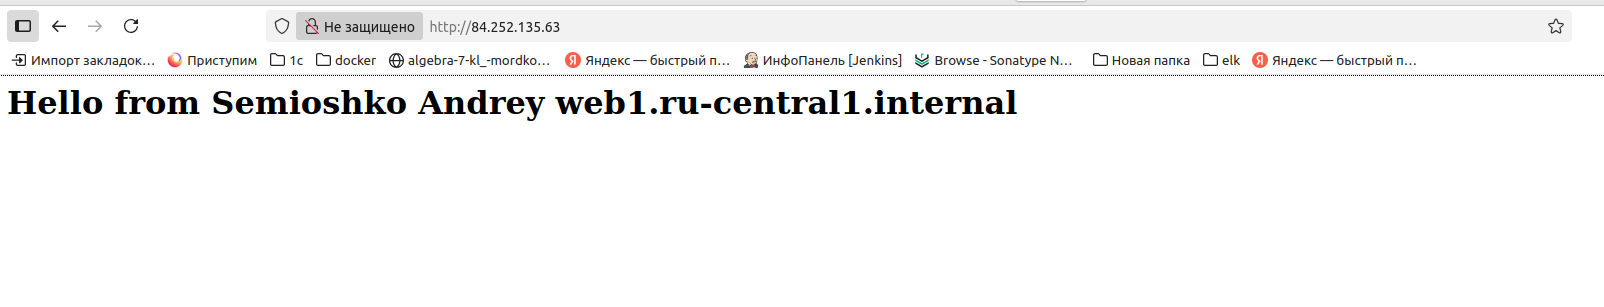 Не защищено http://84.252.135.63
Импорт закладок… Приступим 1c docker algebra-7-kl_-mordko… Яндекс — быстрый п… ИнфоПанель [Jenkins] Browse - Sonatype N… Новая папка elk Яндекс — быстрый п…
Hello from Semioshko Andrey web1.ru-central1.internal